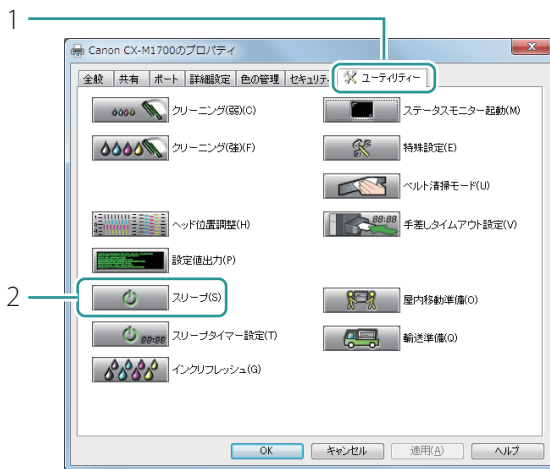 1
Canon CX-M1700のプロパティ
全般 共有 ポート 詳細設定 色の管理 セキュリティ ユーティリティー
クリーニング(弱)(C) ステータスモニター起動(M)
クリーニング(強)(F) 特殊設定(E)
ベルト清掃モード(U)
ヘッド位置調整(H) 88:88 手差しタイムアウト設定(V)
設定値出力(P)
2 スリープ(S) 屋内移動準備(O)
88:88 スリープタイマー設定(T) 輸送準備(Q)
インクリフレッシュ(G)
OK キャンセル 適用(A) ヘルプ